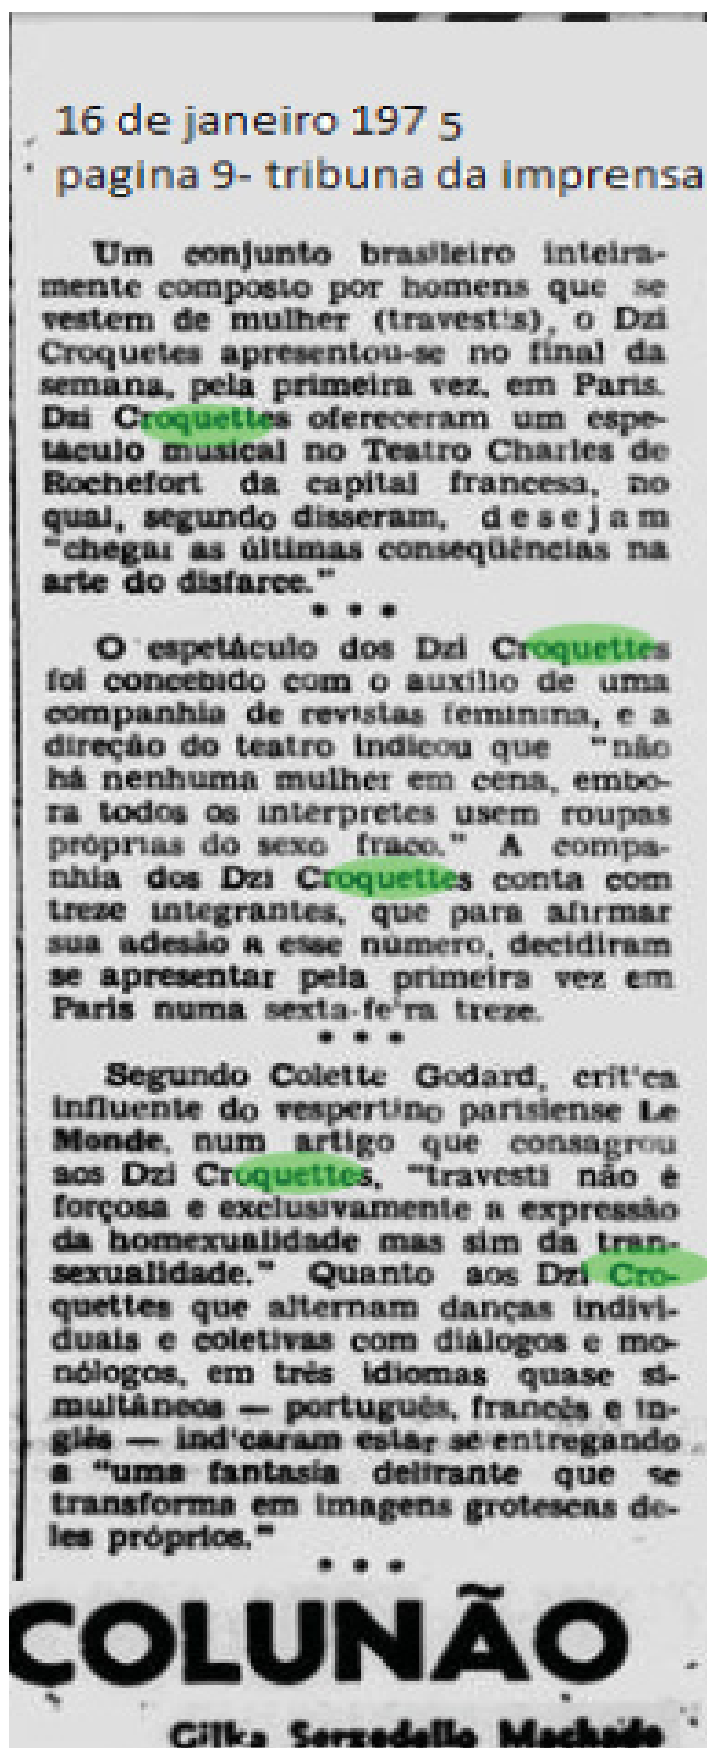 16 de janeiro 197 5
pagina 9- tribuna da imprensa
Um conjunto brasileiro inteira-
mente composto por homens que se
vestem de mulher (travestis), o Dzi
Croquetes apresentou-se no final da
semana, pela primeira vez, em Paris.
Dzi Croquettes ofereceram um espe-
táculo musical no Teatro Charles de
Rochefort da capital francesa, no
qual, segundo disseram, desejam
"chegar as últimas conseqüências na
arte do disfarce."
• • •
O espetáculo dos Dzi Croquettes
foi concebido com o auxílio de uma
companhia de revistas feminina, e a
direção do teatro indicou que "não
há nenhuma mulher em cena, embo-
ra todos os interpretes usem roupas
próprias do sexo fraco." A compa-
nhia dos Dzi Croquettes conta com
treze integrantes, que para afirmar
sua adesão a esse número, decidiram
se apresentar pela primeira vez em
Paris numa sexta-feira treze.
• • •
Segundo Colette Godard, crítica
influente do vespertino parisiense Le
Monde, num artigo que consagrou
aos Dzi Croquettes, "travesti não é
forçosa e exclusivamente a expressão
da homexualidade mas sim da tran-
sexualidade." Quanto aos Dzi Cro-
quettes que alternam danças indivi-
duais e coletivas com diálogos e mo-
nólogos, em três idiomas quase si-
multâneos — português, francês e in-
glês — indicaram estar se entregando
a "uma fantasia delirante que se
transforma em imagens grotescas de-
les próprios."
• • •
COLUNÃO
Gilka Serzedello Machado